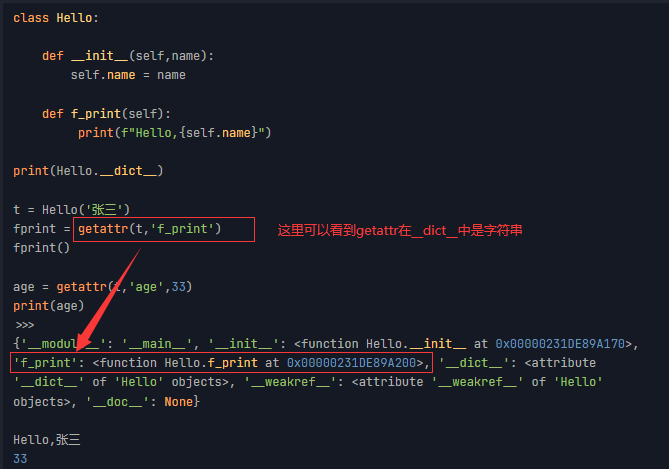 class Hello:
def __init__(self,name):
self.name = name
def f_print(self):
print(f"Hello,{self.name}")
print(Hello.__dict__)
t = Hello('张三')
fprint = getattr(t,'f_print')
这里可以看到getattr在__dict__中是字符串
fprint()
age = getattr(t,'age',33)
print(age)
>>>
{'__module__': '__main__', '__init__': <function Hello.__init__ at 0x00000231DE89A170>,
'f_print': <function Hello.f_print at 0x00000231DE89A200>, '__dict__': <attribute
'__dict__' of 'Hello' objects>, '__weakref__': <attribute '__weakref__' of 'Hello'
objects>, '__doc__': None}
Hello,张三
33